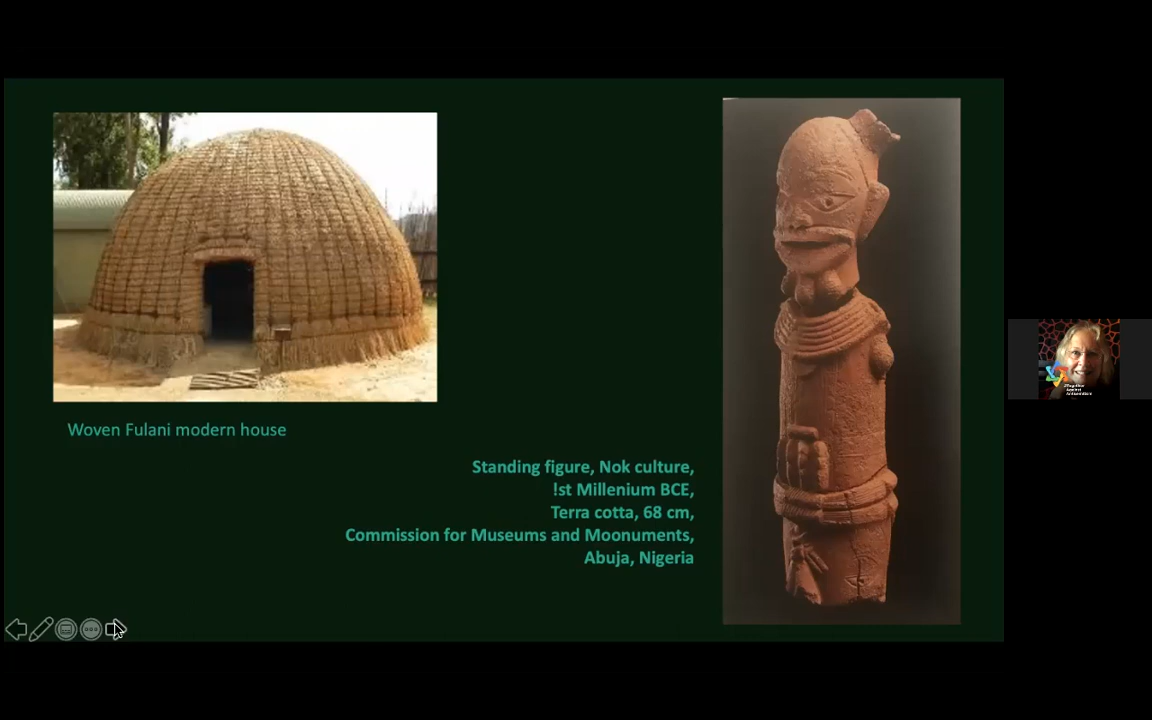 Woven Fulani modern house
Standing figure, Nok culture,
!st Millenium BCE,
Terra cotta, 68 cm,
Commission for Museums and Moonuments,
Abuja, Nigeria